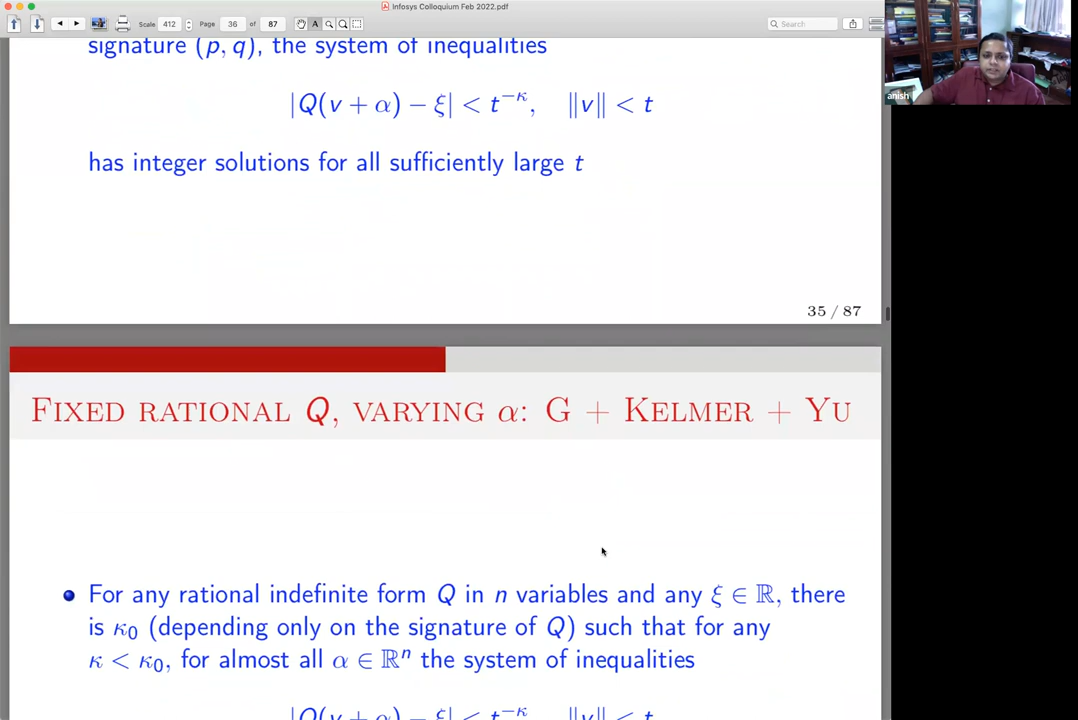 Infosys Colloquium Feb 2022.pdf
Scale 412 Page 36 of 87 Search
signature (p, q), the system of inequalities
|Q(v + α) − ξ| < t^{−κ}, ‖v‖ < t
has integer solutions for all sufficiently large t
35 / 87
Fixed rational Q, varying α: G + Kelmer + Yu
For any rational indefinite form Q in n variables and any ξ ∈ ℝ, there
is κ₀ (depending only on the signature of Q) such that for any
κ < κ₀, for almost all α ∈ ℝⁿ the system of inequalities
|Q(v + α) − ξ| < t^{−κ}, ‖v‖ < t
anish